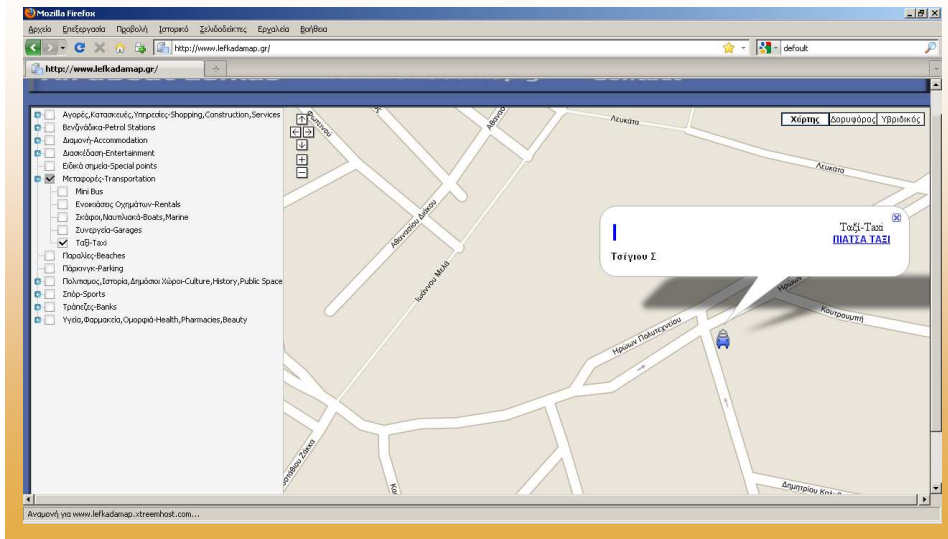 Mozilla Firefox
Αρχείο Επεξεργασία Προβολή Ιστορικό Σελιδοδείκτες Εργαλεία Βοήθεια
http://www.lefkadamap.gr/
defoult
http://www.lefkadamap.gr/
Αγορές,Κατασκευές,Υπηρεσίες-Shopping,Construction,Services
Βενζινάδικα-Petrol Stations
Διαμονή-Accommodation
Διασκέδαση-Entertainment
Ειδικά σημεία-Special points
Μεταφορές-Transportation
Mini Bus
Ενοικιάσεις Οχημάτων-Rentals
Σκάφοι,Ναυτιλιακά-Boats,Marine
Συνεργεία-Garages
Ταξί-Taxi
Παραλίες-Beaches
Πάρκινγκ-Parking
Πολιτισμος,Ιστορία,Δημόσιοι Χώροι-Culture,History,Public Space
Σπόρ-Sports
Τράπεζες-Banks
Υγεία,Φαρμακεία,Ομορφιά-Health,Pharmacies,Beauty
Χάρτης Δορυφόρος Υβριδικός
Λευκάτα
Λευκάτα
Αθανασίου Διάκου
Ιωάννου Μελά
Ταξί-Taxi
ΠΙΑΤΣΑ ΤΑΞΙ
Τσέγιου Σ
Ηρώων Πολυτεχνείου
Κουτρουμπή
Δημητρίου
Αναμονή για www.lefkadamap.xtreemhost.com...